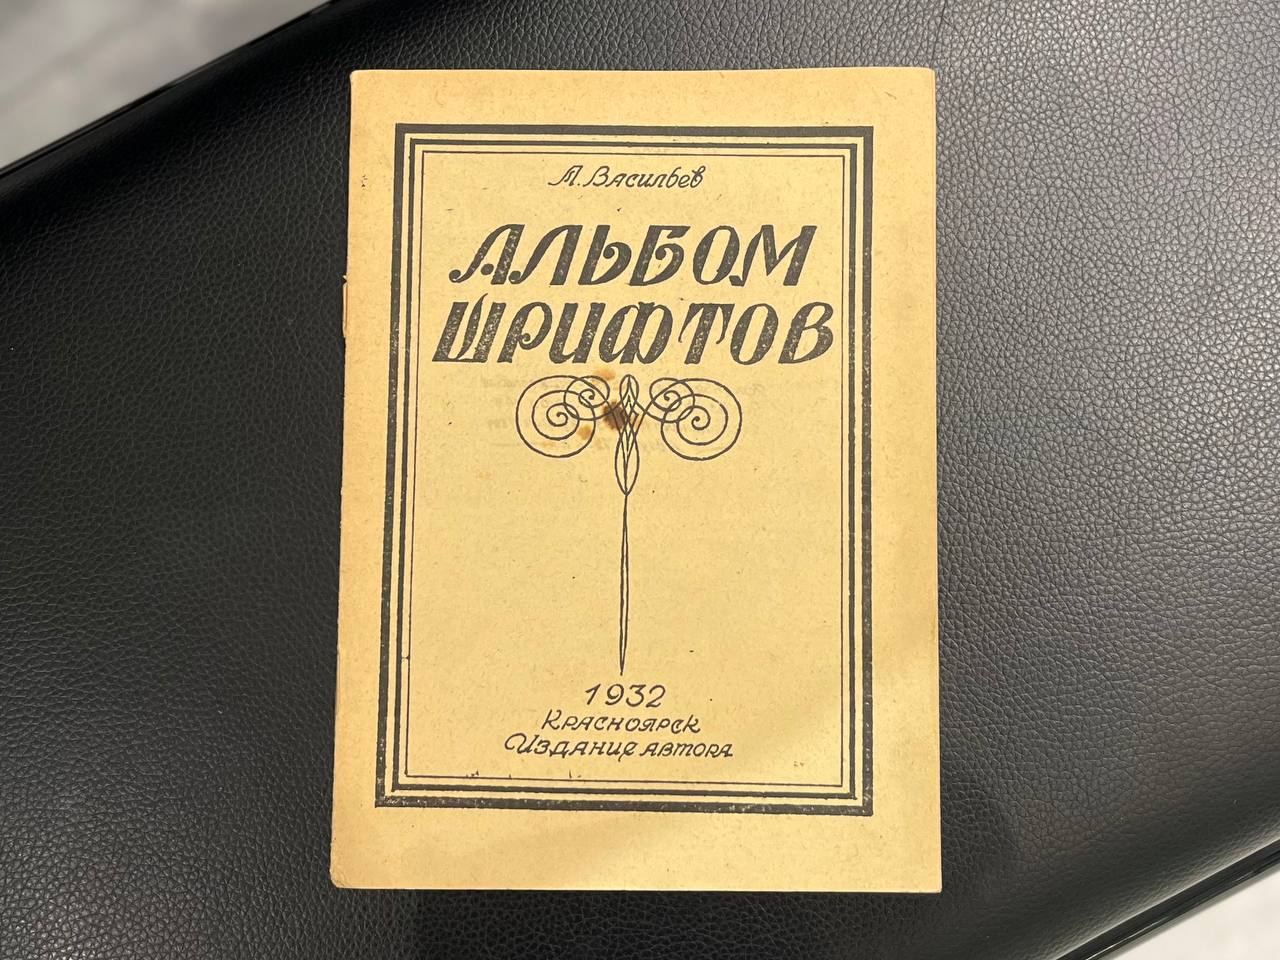 А. Васильев
АЛЬБОМ
ШРИФТОВ
1932
Красноярск
Издание автора